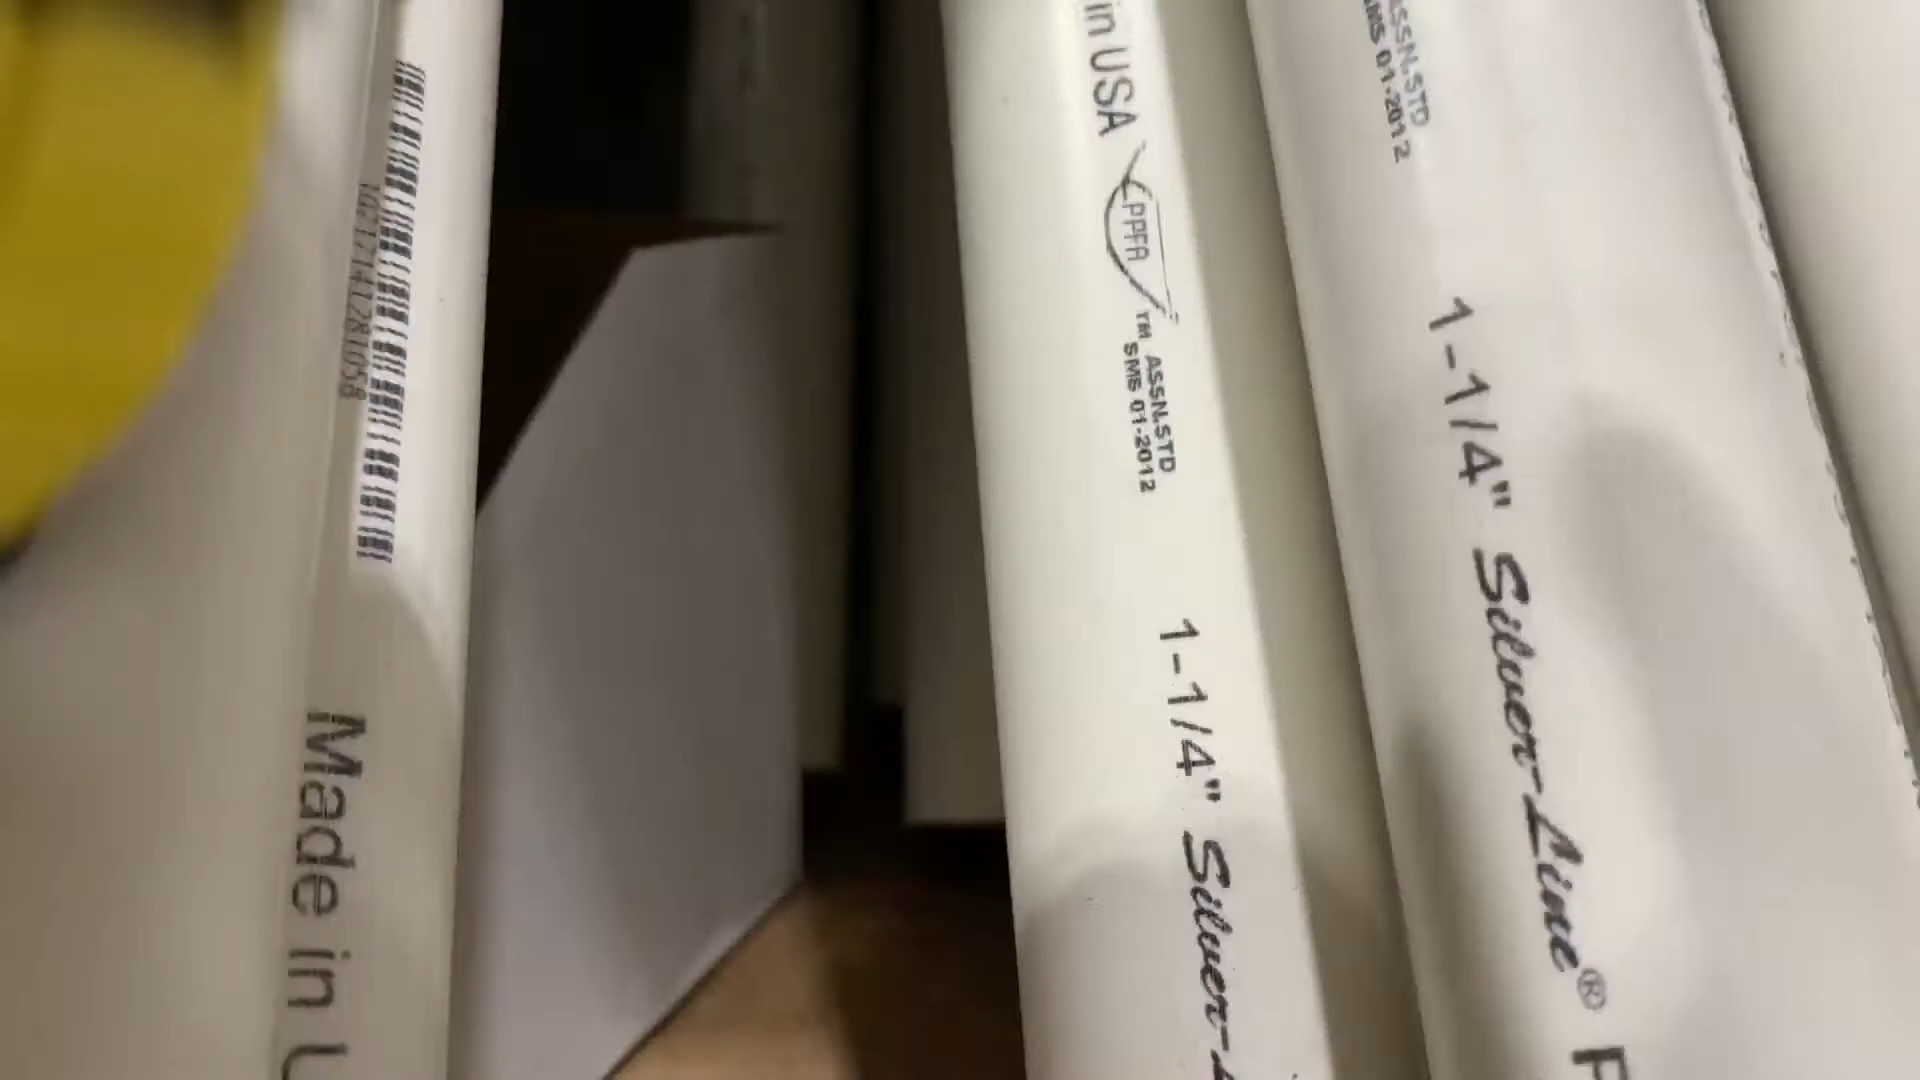 Made in U
in USA
PPFA
TM
ASSN.STD
SMS 01-2012
1-1/4" Silver-
ASSN.STD
SMS 01-2012
1-1/4" Silver-Line®